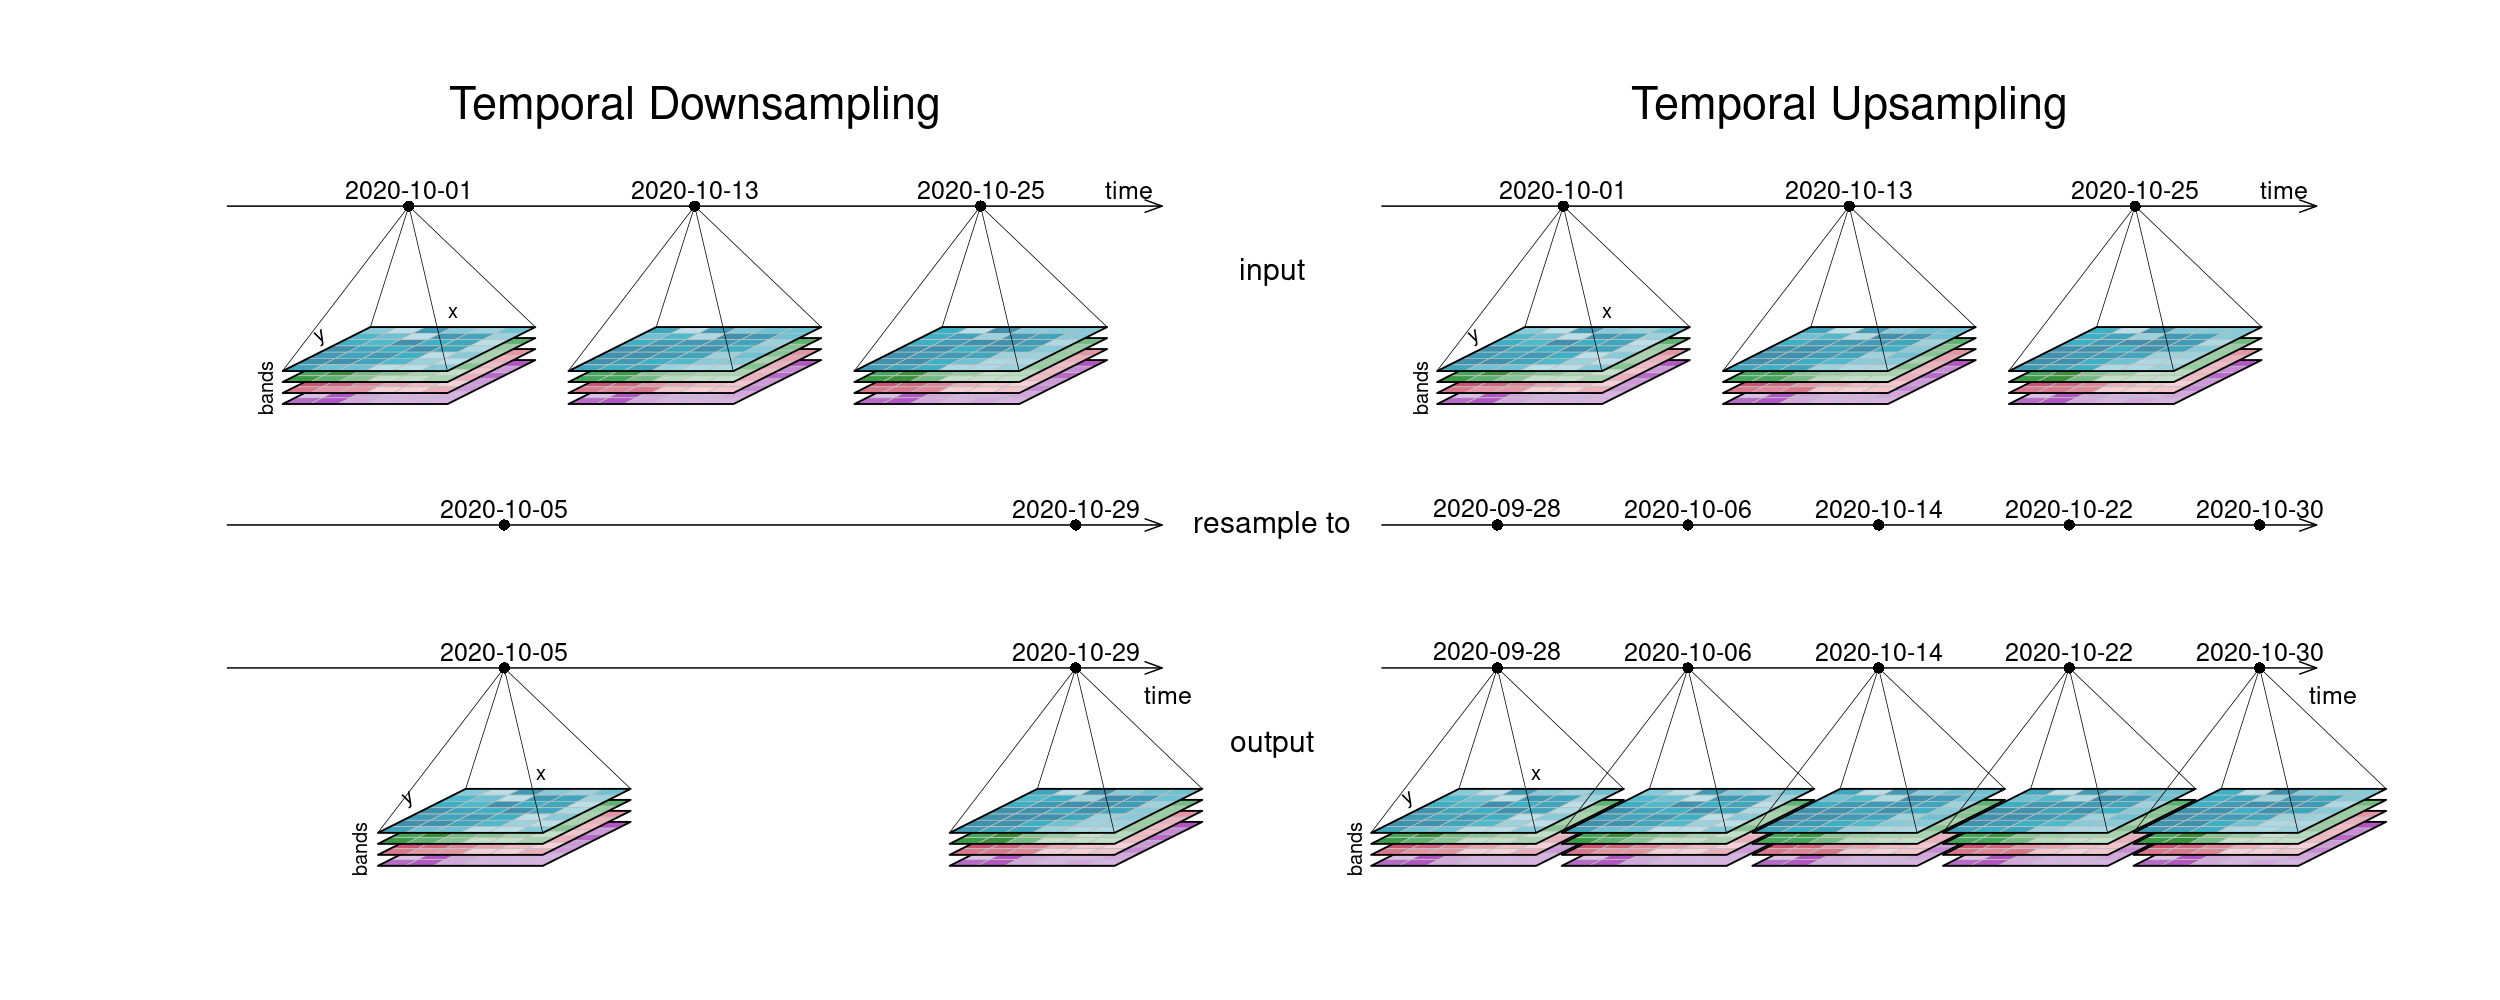 Temporal Downsampling
Temporal Upsampling
2020-10-01
2020-10-13
2020-10-25
time
x
y
bands
input
2020-10-01
2020-10-13
2020-10-25
time
x
y
bands
2020-10-05
2020-10-29
resample to
2020-09-28
2020-10-06
2020-10-14
2020-10-22
2020-10-30
2020-10-05
2020-10-29
time
x
y
bands
output
2020-09-28
2020-10-06
2020-10-14
2020-10-22
2020-10-30
time
x
y
bands